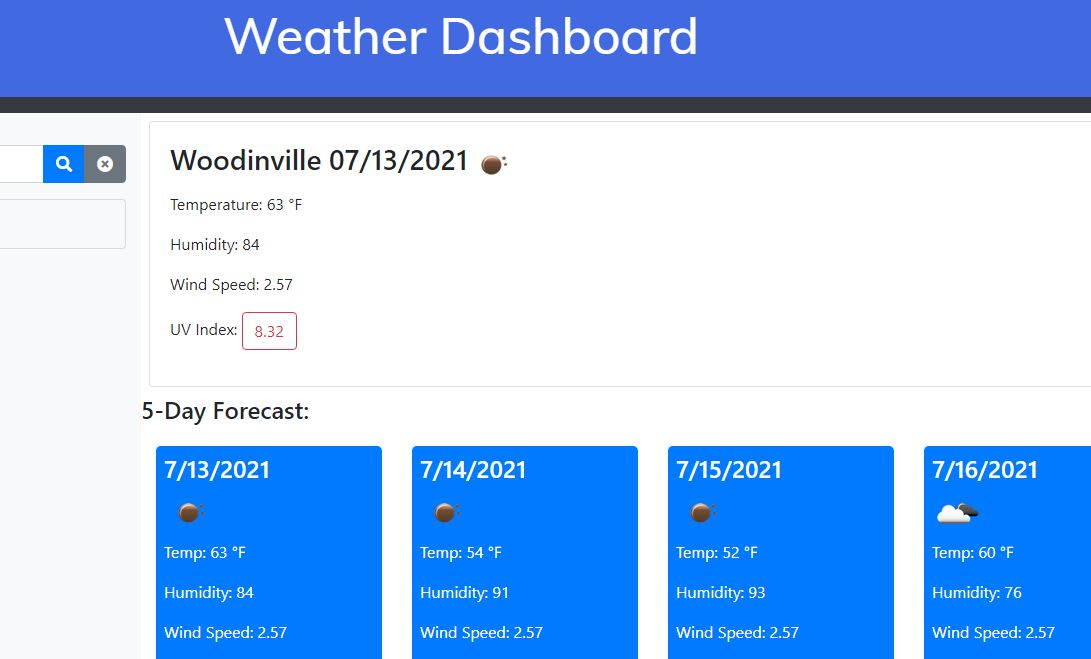 Weather Dashboard
Woodinville 07/13/2021
Temperature: 63 °F
Humidity: 84
Wind Speed: 2.57
UV Index: 8.32
5-Day Forecast:
7/13/2021
Temp: 63 °F
Humidity: 84
Wind Speed: 2.57
7/14/2021
Temp: 54 °F
Humidity: 91
Wind Speed: 2.57
7/15/2021
Temp: 52 °F
Humidity: 93
Wind Speed: 2.57
7/16/2021
Temp: 60 °F
Humidity: 76
Wind Speed: 2.57